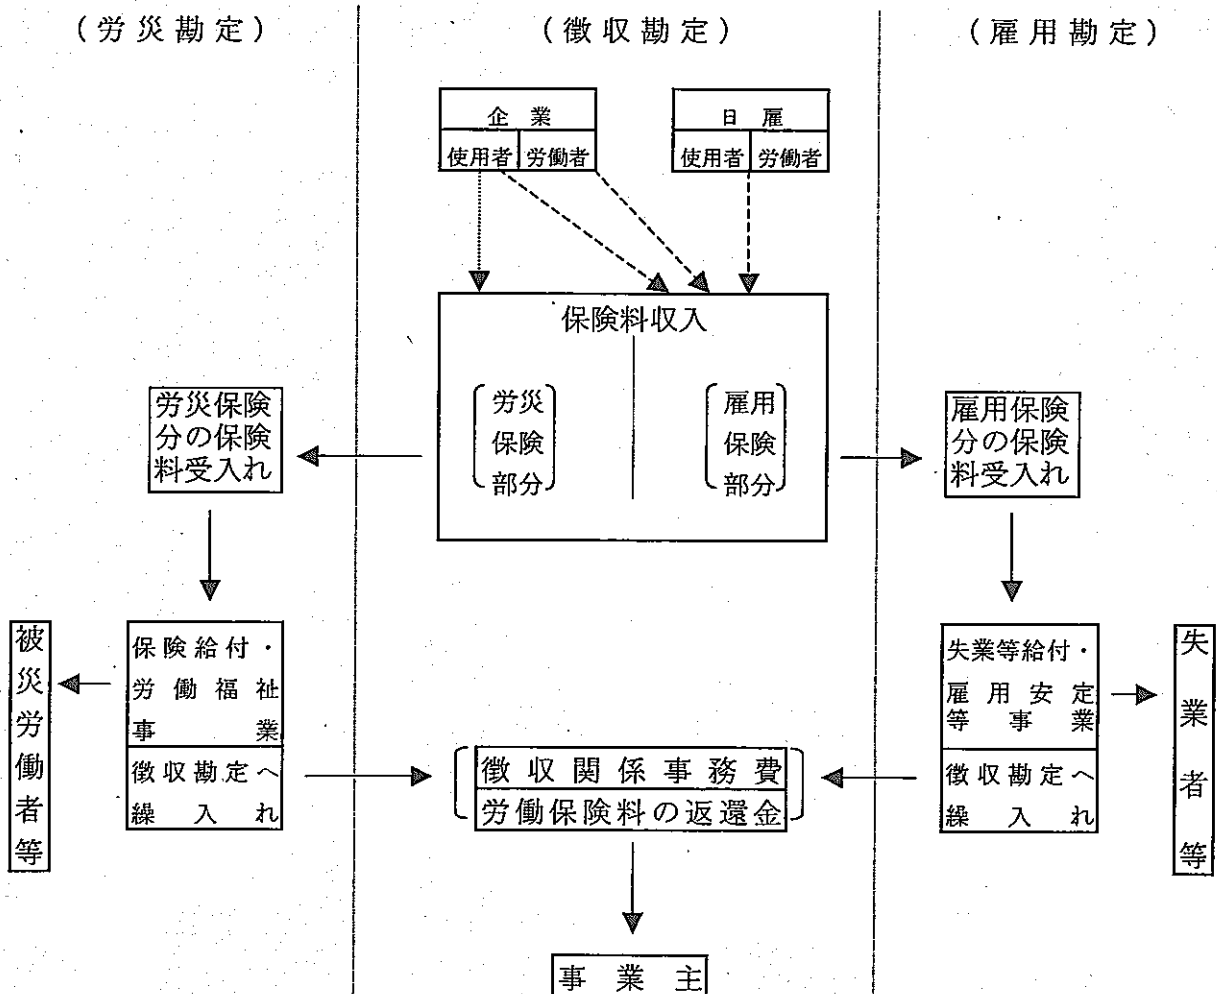 （労災勘定）
（徴収勘定）
（雇用勘定）
企業
使用者 労働者
日雇
使用者 労働者
保険料収入
労災
保険
部分
雇用
保険
部分
労災保険
分の保険
料受入れ
雇用保険
分の保険
料受入れ
被災労働者等
保険給付・
労働福祉
事業
徴収勘定へ
繰入れ
徴収関係事務費
労働保険料の返還金
失業等給付・
雇用安定
等事業
徴収勘定へ
繰入れ
失業者等
事業主